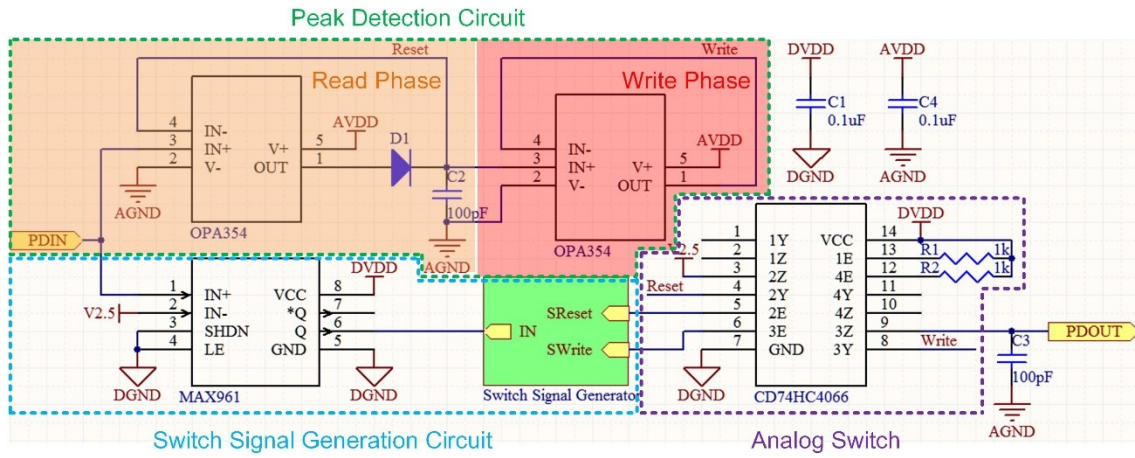 Peak Detection Circuit
Reset
Write
Read Phase
Write Phase
DVDD
AVDD
4
IN-
3
IN+
2
V-
V+
5
OUT
1
AVDD
D1
AGND
OPA354
C2
100pF
AGND
4
IN-
3
IN+
2
V-
V+
5
OUT
1
AVDD
OPA354
C1
0.1uF
C4
0.1uF
DGND
AGND
PDIN
DVDD
V2.5
1
IN+
2
IN-
3
SHDN
4
LE
VCC
8
*Q
7
Q
6
GND
5
DGND
MAX961
DGND
IN
SReset
SWrite
Switch Signal Generator
DVDD
2.5
Reset
1
1Y
2
1Z
3
2Z
4
2Y
5
2E
6
3E
7
GND
VCC
14
1E
13
4E
12
4Y
11
4Z
10
3Z
9
3Y
8
R1
1k
R2
1k
Write
DGND
CD74HC4066
PDOUT
C3
100pF
AGND
Switch Signal Generation Circuit
Analog Switch